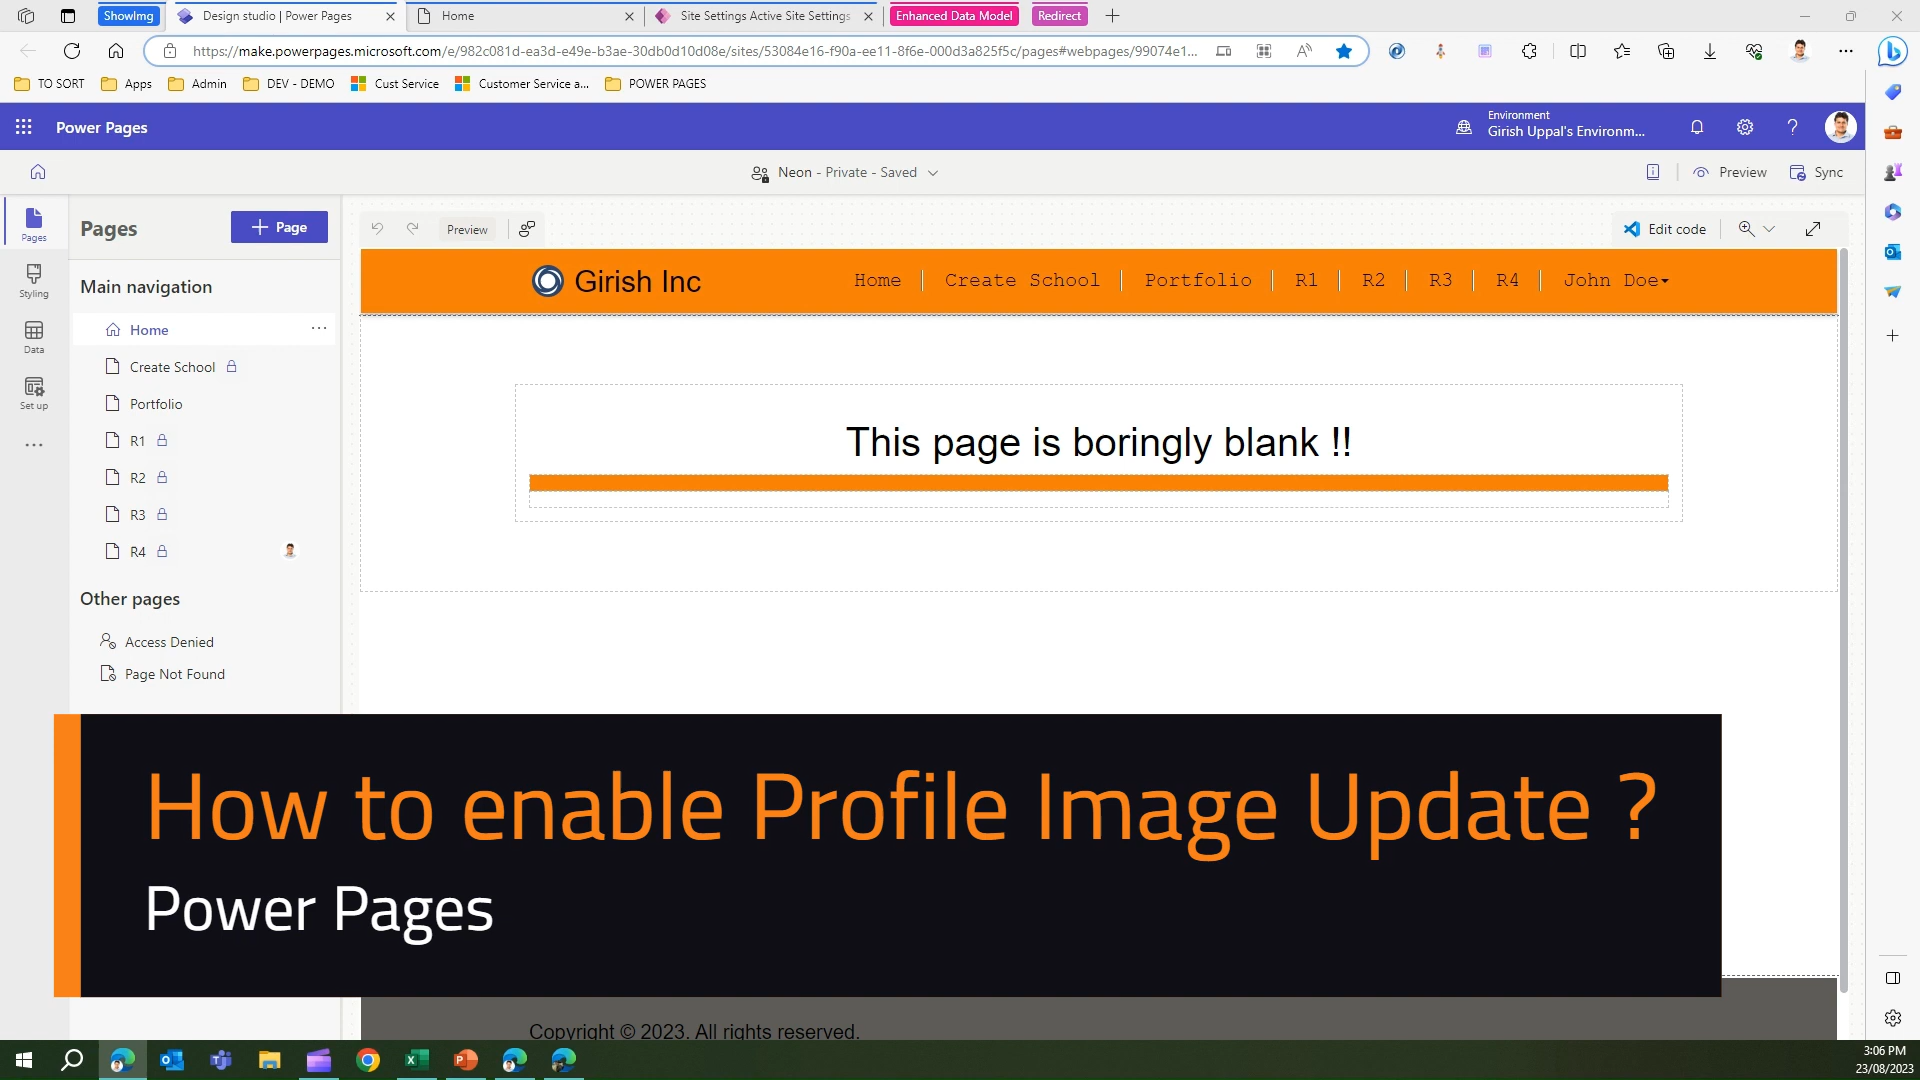 ShowImg
Design studio | Power Pages
Home
Site Settings Active Site Settings
Enhanced Data Model
Redirect
https://make.powerpages.microsoft.com/e/982c081d-ea3d-e49e-b3ae-30db0d10d08e/sites/53084e16-f90a-ee11-8f6e-000d3a825f5c/pages#webpages/99074e1...
TO SORT
Apps
Admin
DEV - DEMO
Cust Service
Customer Service a...
POWER PAGES
Power Pages
Environment
Girish Uppal's Environm...
Neon - Private - Saved
Preview
Sync
Pages
Styling
Data
Set up
Pages
Page
Main navigation
Home
Create School
Portfolio
R1
R2
R3
R4
Other pages
Access Denied
Page Not Found
Preview
Edit code
Girish Inc
Home
Create School
Portfolio
R1
R2
R3
R4
John Doe
This page is boringly blank !!
How to enable Profile Image Update ?
Power Pages
Copyright © 2023. All rights reserved.
3:06 PM
23/08/2023